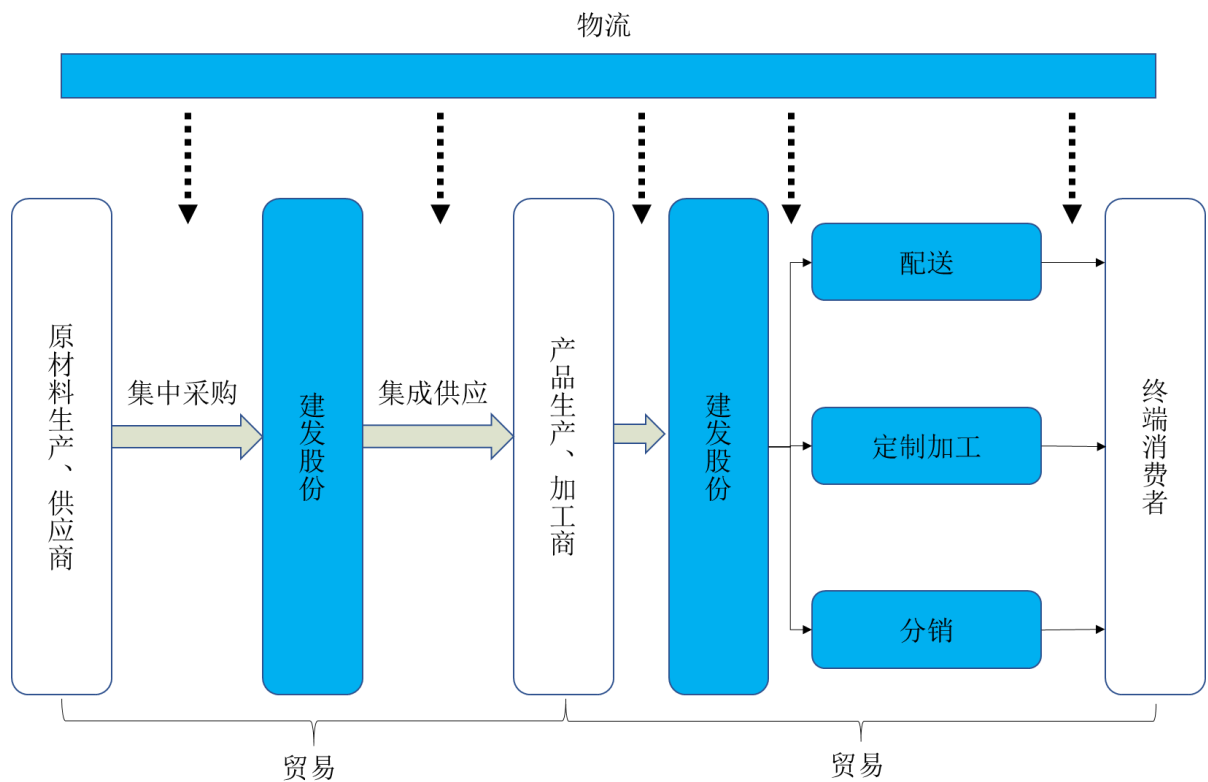 物流
原材料生产、供应商
集中采购
建发股份
集成供应
产品生产、加工商
建发股份
配送
定制加工
分销
终端消费者
贸易
贸易